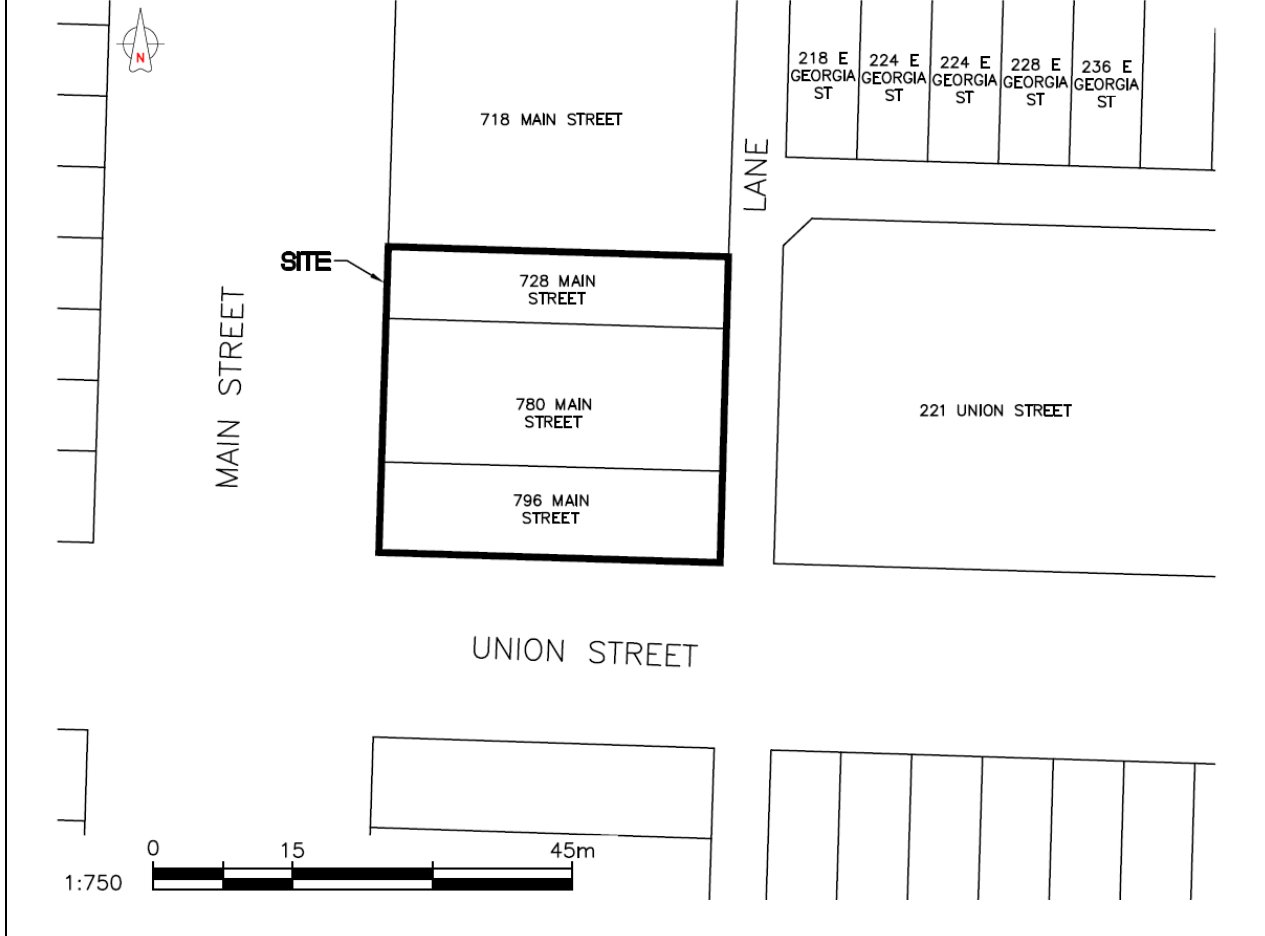 N
218 E
GEORGIA
ST
224 E
GEORGIA
ST
224 E
GEORGIA
ST
228 E
GEORGIA
ST
236 E
GEORGIA
ST
718 MAIN STREET
LANE
SITE
728 MAIN
STREET
MAIN STREET
780 MAIN
STREET
221 UNION STREET
796 MAIN
STREET
UNION STREET
0 15 45m
1:750